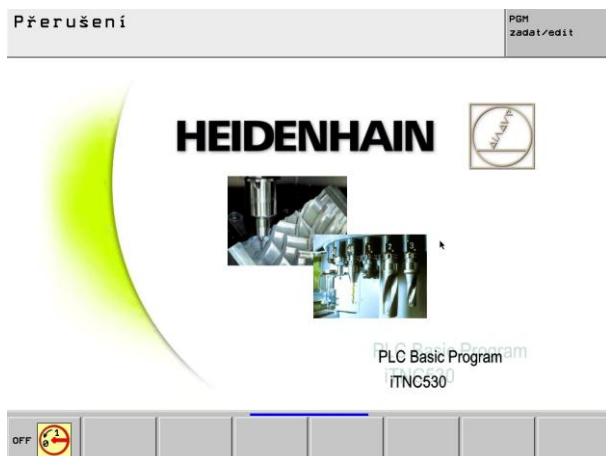 Přerušení
PGM
zadat/edit
HEIDENHAIN
PLC Basic Program
iTNC530
OFF